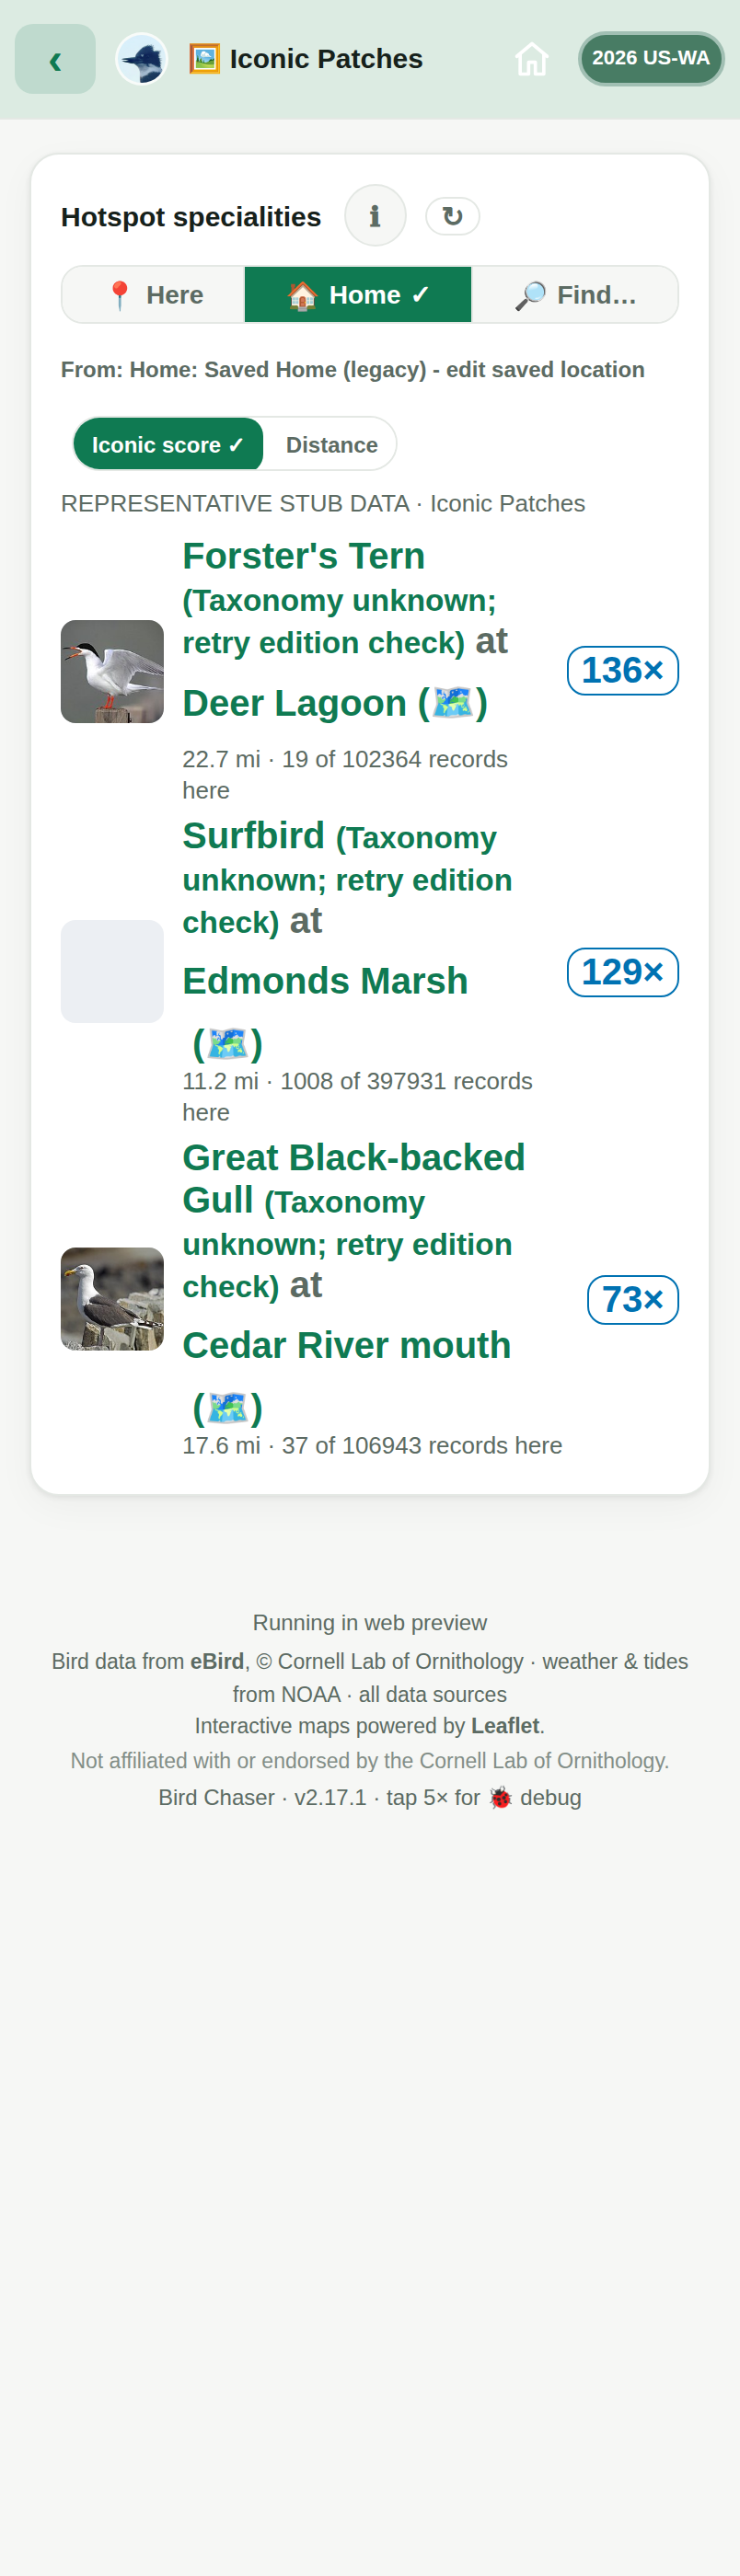 ‹ 🖼️ Iconic Patches 2026 US-WA
Hotspot specialities ℹ ↻
📍 Here 🏠 Home ✓ 🔎 Find…
From: Home: Saved Home (legacy) - edit saved location
Iconic score ✓ Distance
REPRESENTATIVE STUB DATA · Iconic Patches
Forster's Tern
(Taxonomy unknown;
retry edition check) at
136×
Deer Lagoon (🗺️)
22.7 mi · 19 of 102364 records
here
Surfbird (Taxonomy
unknown; retry edition
check) at
129×
Edmonds Marsh
(🗺️)
11.2 mi · 1008 of 397931 records
here
Great Black-backed
Gull (Taxonomy
unknown; retry edition
check) at
73×
Cedar River mouth
(🗺️)
17.6 mi · 37 of 106943 records here
Running in web preview
Bird data from eBird, © Cornell Lab of Ornithology · weather & tides
from NOAA · all data sources
Interactive maps powered by Leaflet.
Not affiliated with or endorsed by the Cornell Lab of Ornithology.
Bird Chaser · v2.17.1 · tap 5× for 🐞 debug